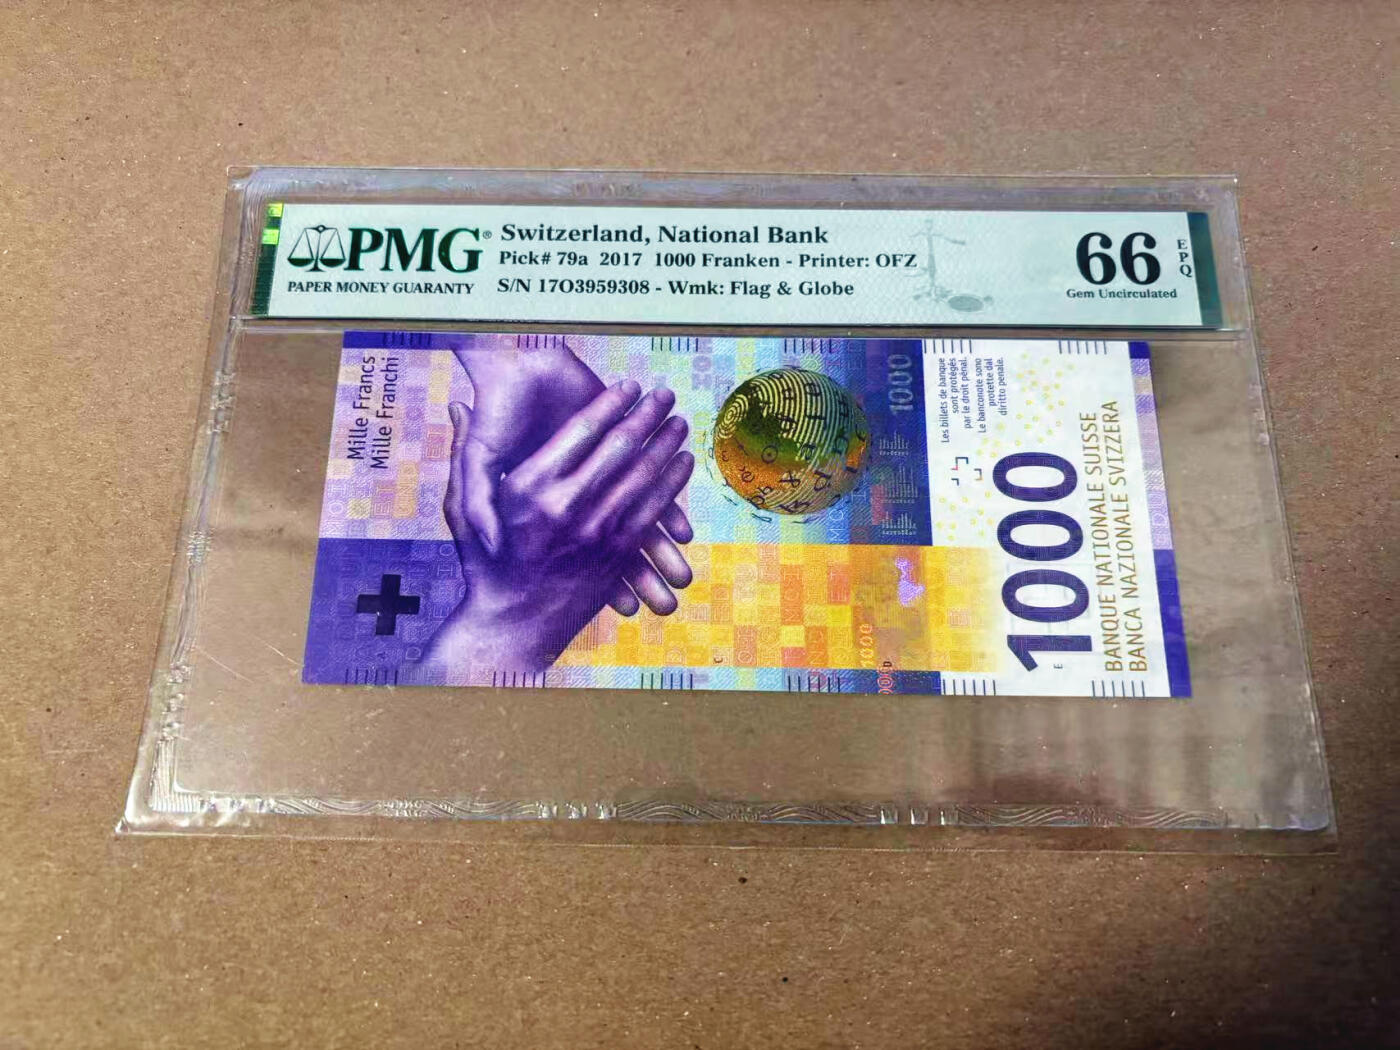 PMG®
PAPER MONEY GUARANTY
Switzerland, National Bank
Pick# 79a 2017 1000 Franken - Printer: OFZ
S/N 17O3959308 - Wmk: Flag & Globe
66
EPQ
Gem Uncirculated
Mille Francs
Mille Franchi
1000
Les billets de banque
sont protégés
par le droit pénal.
Le banconote sono
protette dal
diritto penale.
1000
BANQUE NATIONALE SUISSE
BANCA NAZIONALE SVIZZERA
1000
E